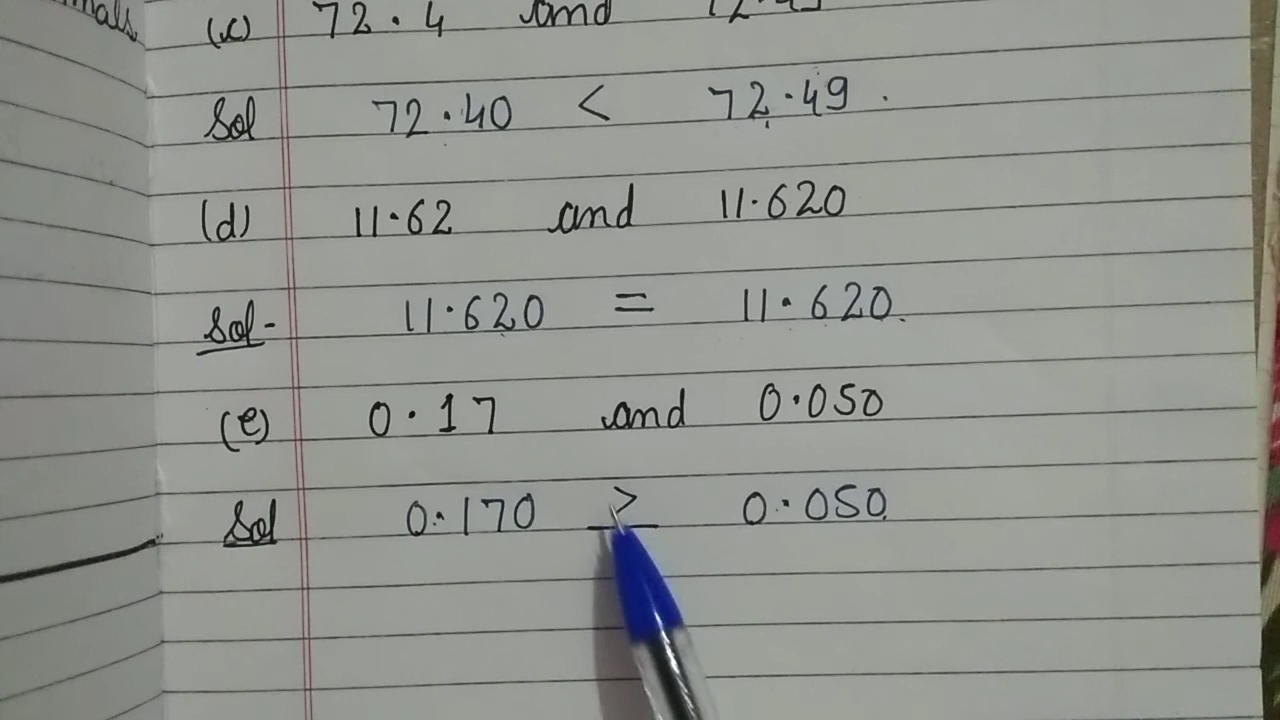 (c) 72.4 and
Sol 72.40 < 72.49.
(d) 11.62 and 11.620
Sol- 11.620 = 11.620.
(e) 0.17 and 0.050
Sol 0.170 > 0.050